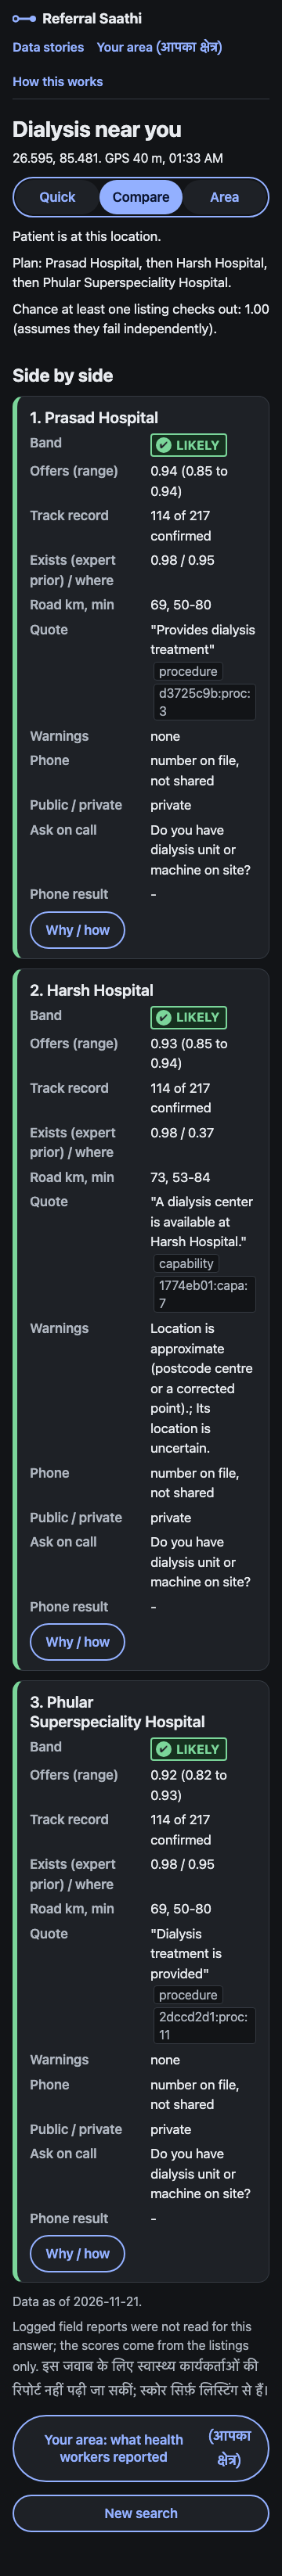 Referral Saathi
Data stories Your area (आपका क्षेत्र)
How this works
Dialysis near you
26.595, 85.481. GPS 40 m, 01:33 AM
Quick Compare Area
Patient is at this location.
Plan: Prasad Hospital, then Harsh Hospital,
then Phular Superspeciality Hospital.
Chance at least one listing checks out: 1.00
(assumes they fail independently).
Side by side
1. Prasad Hospital
Band LIKELY
Offers (range) 0.94 (0.85 to
0.94)
Track record 114 of 217
confirmed
Exists (expert 0.98 / 0.95
prior) / where
Road km, min 69, 50-80
Quote "Provides dialysis
treatment"
procedure
d3725c9b:proc:
3
Warnings none
Phone number on file,
not shared
Public / private private
Ask on call Do you have
dialysis unit or
machine on site?
Phone result -
Why / how
2. Harsh Hospital
Band LIKELY
Offers (range) 0.93 (0.85 to
0.94)
Track record 114 of 217
confirmed
Exists (expert 0.98 / 0.37
prior) / where
Road km, min 73, 53-84
Quote "A dialysis center
is available at
Harsh Hospital."
capability
1774eb01:capa:
7
Warnings Location is
approximate
(postcode centre
or a corrected
point).; Its
location is
uncertain.
Phone number on file,
not shared
Public / private private
Ask on call Do you have
dialysis unit or
machine on site?
Phone result -
Why / how
3. Phular
Superspeciality Hospital
Band LIKELY
Offers (range) 0.92 (0.82 to
0.93)
Track record 114 of 217
confirmed
Exists (expert 0.98 / 0.95
prior) / where
Road km, min 69, 50-80
Quote "Dialysis
treatment is
provided"
procedure
2dccd2d1:proc:
11
Warnings none
Phone number on file,
not shared
Public / private private
Ask on call Do you have
dialysis unit or
machine on site?
Phone result -
Why / how
Data as of 2026-11-21.
Logged field reports were not read for this
answer; the scores come from the listings
only. इस जवाब के लिए स्वास्थ्य कार्यकर्ताओं की
रिपोर्ट नहीं पढ़ी जा सकीं; स्कोर सिर्फ़ लिस्टिंग से हैं।
Your area: what health (आपका
workers reported क्षेत्र)
New search